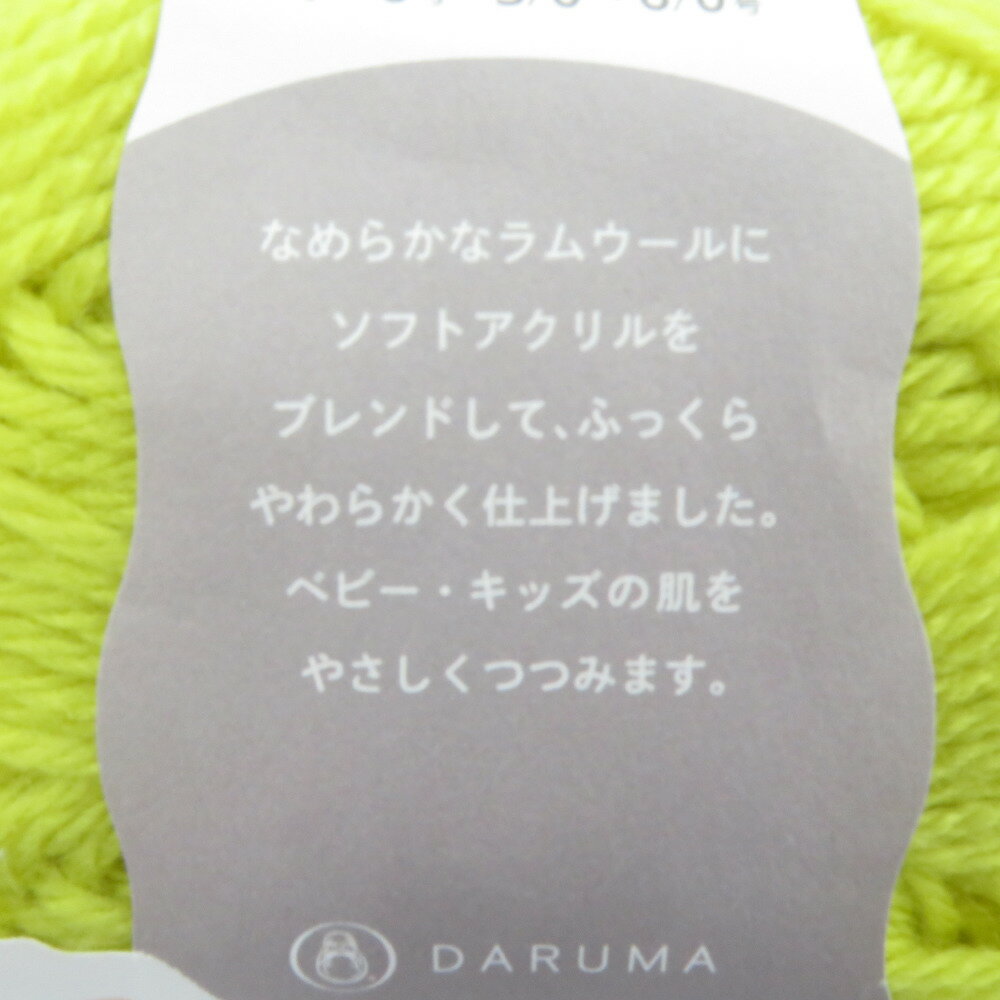 なめらかなラムウールに
ソフトアクリルを
ブレンドして、ふっくら
やわらかく仕上げました。
ベビー・キッズの肌を
やさしくつつみます。
DARUMA